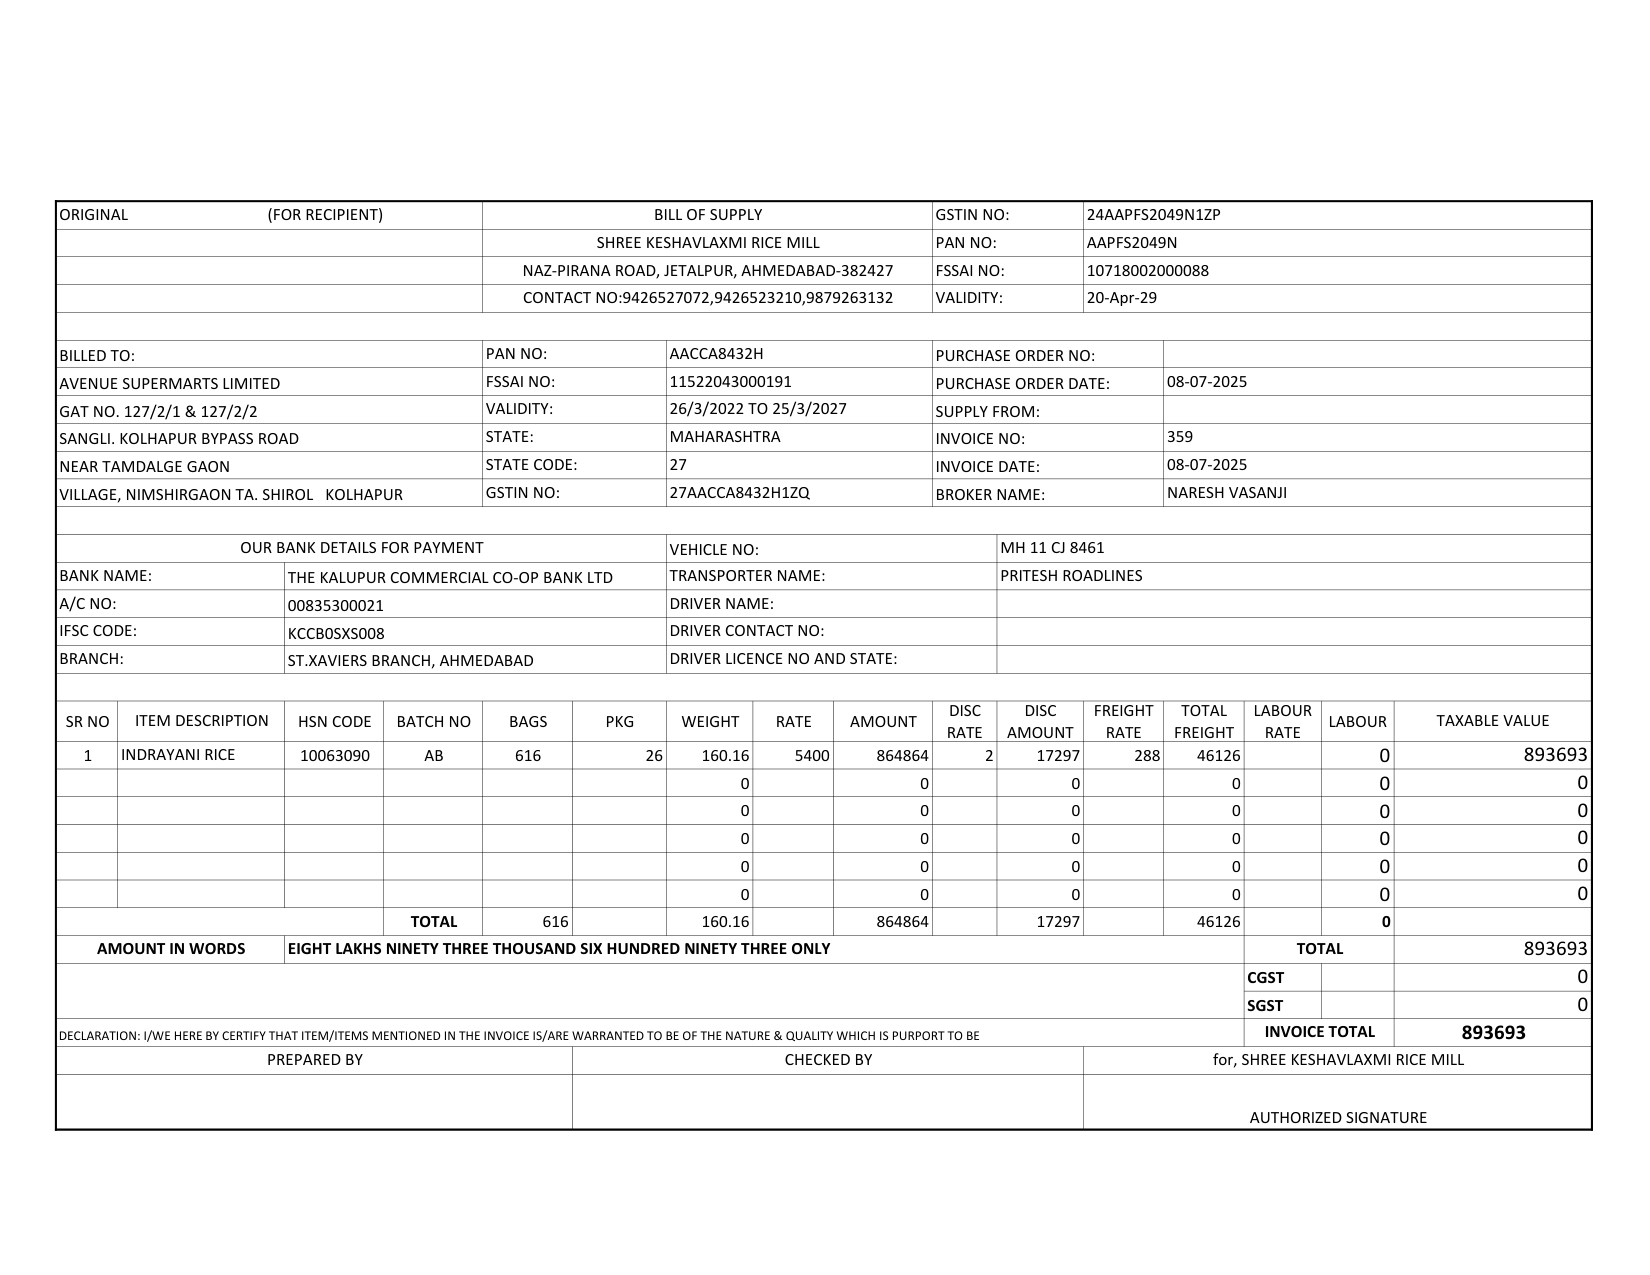 ORIGINAL (FOR RECIPIENT) BILL OF SUPPLY GSTIN NO: 24AAPFS2049N1ZP
SHREE KESHAVLAXMI RICE MILL PAN NO: AAPFS2049N
NAZ-PIRANA ROAD, JETALPUR, AHMEDABAD-382427 FSSAI NO: 10718002000088
CONTACT NO:9426527072,9426523210,9879263132 VALIDITY: 20-Apr-29
BILLED TO: PAN NO: AACCA8432H PURCHASE ORDER NO:
AVENUE SUPERMARTS LIMITED FSSAI NO: 11522043000191 PURCHASE ORDER DATE: 08-07-2025
GAT NO. 127/2/1 & 127/2/2 VALIDITY: 26/3/2022 TO 25/3/2027 SUPPLY FROM:
SANGLI. KOLHAPUR BYPASS ROAD STATE: MAHARASHTRA INVOICE NO: 359
NEAR TAMDALGE GAON STATE CODE: 27 INVOICE DATE: 08-07-2025
VILLAGE, NIMSHIRGAON TA. SHIROL KOLHAPUR GSTIN NO: 27AACCA8432H1ZQ BROKER NAME: NARESH VASANJI
OUR BANK DETAILS FOR PAYMENT VEHICLE NO: MH 11 CJ 8461
BANK NAME: THE KALUPUR COMMERCIAL CO-OP BANK LTD TRANSPORTER NAME: PRITESH ROADLINES
A/C NO: 00835300021 DRIVER NAME:
IFSC CODE: KCCB0SXS008 DRIVER CONTACT NO:
BRANCH: ST.XAVIERS BRANCH, AHMEDABAD DRIVER LICENCE NO AND STATE:
SR NO ITEM DESCRIPTION HSN CODE BATCH NO BAGS PKG WEIGHT RATE AMOUNT DISC RATE DISC AMOUNT FREIGHT RATE TOTAL FREIGHT LABOUR RATE LABOUR TAXABLE VALUE
1 INDRAYANI RICE 10063090 AB 616 26 160.16 5400 864864 2 17297 288 46126 0 893693
0 0 0 0 0 0
0 0 0 0 0 0
0 0 0 0 0 0
0 0 0 0 0 0
0 0 0 0 0 0
TOTAL 616 160.16 864864 17297 46126 0
AMOUNT IN WORDS EIGHT LAKHS NINETY THREE THOUSAND SIX HUNDRED NINETY THREE ONLY TOTAL 893693
CGST 0
SGST 0
DECLARATION: I/WE HERE BY CERTIFY THAT ITEM/ITEMS MENTIONED IN THE INVOICE IS/ARE WARRANTED TO BE OF THE NATURE & QUALITY WHICH IS PURPORT TO BE INVOICE TOTAL 893693
PREPARED BY CHECKED BY for, SHREE KESHAVLAXMI RICE MILL
AUTHORIZED SIGNATURE